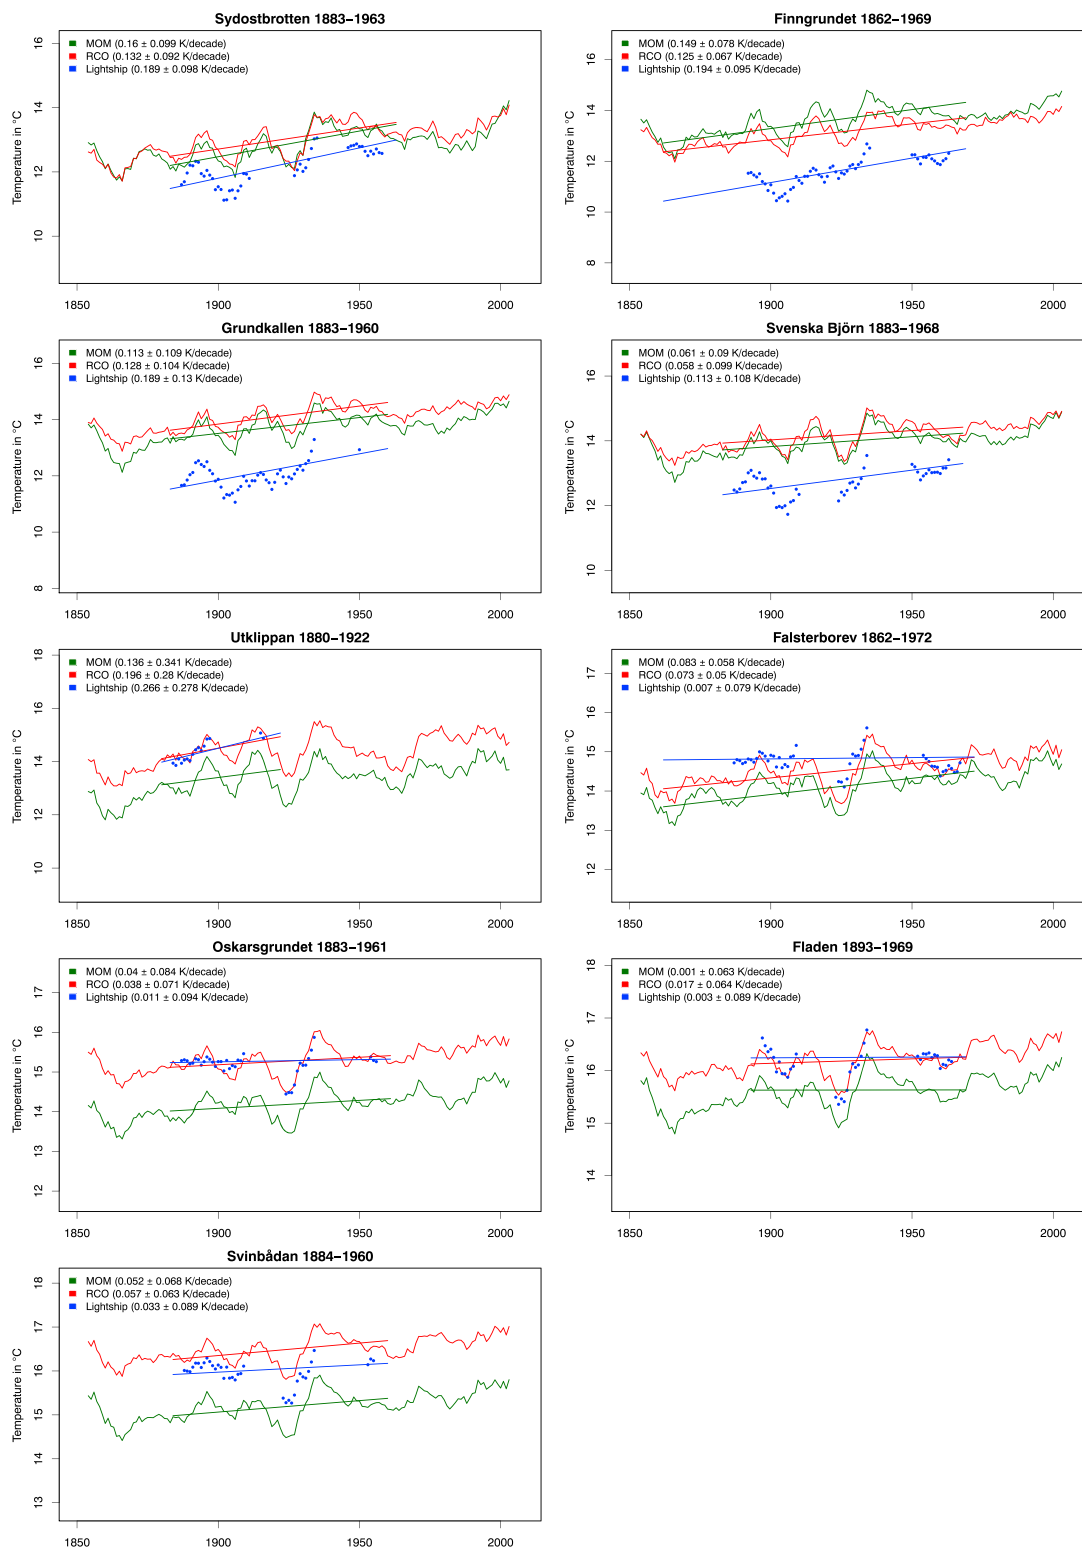 Sydostbrotten 1883−1963
MOM (0.16 ± 0.099 K/decade)
RCO (0.132 ± 0.092 K/decade)
Lightship (0.189 ± 0.098 K/decade)
Temperature in °C
16
14
12
10
1850 1900 1950 2000
Finngrundet 1862−1969
MOM (0.149 ± 0.078 K/decade)
RCO (0.125 ± 0.067 K/decade)
Lightship (0.194 ± 0.095 K/decade)
Temperature in °C
16
14
12
10
8
1850 1900 1950 2000
Grundkallen 1883−1960
MOM (0.113 ± 0.109 K/decade)
RCO (0.128 ± 0.104 K/decade)
Lightship (0.189 ± 0.13 K/decade)
Temperature in °C
16
14
12
10
8
1850 1900 1950 2000
Svenska Björn 1883−1968
MOM (0.061 ± 0.09 K/decade)
RCO (0.058 ± 0.099 K/decade)
Lightship (0.113 ± 0.108 K/decade)
Temperature in °C
16
14
12
10
1850 1900 1950 2000
Utklippan 1880−1922
MOM (0.136 ± 0.341 K/decade)
RCO (0.196 ± 0.28 K/decade)
Lightship (0.266 ± 0.278 K/decade)
Temperature in °C
18
16
14
12
10
1850 1900 1950 2000
Falsterborev 1862−1972
MOM (0.083 ± 0.058 K/decade)
RCO (0.073 ± 0.05 K/decade)
Lightship (0.007 ± 0.079 K/decade)
Temperature in °C
17
16
15
14
13
12
1850 1900 1950 2000
Oskarsgrundet 1883−1961
MOM (0.04 ± 0.084 K/decade)
RCO (0.038 ± 0.071 K/decade)
Lightship (0.011 ± 0.094 K/decade)
Temperature in °C
17
16
15
14
13
12
1850 1900 1950 2000
Fladen 1893−1969
MOM (0.001 ± 0.063 K/decade)
RCO (0.017 ± 0.064 K/decade)
Lightship (0.003 ± 0.089 K/decade)
Temperature in °C
18
17
16
15
14
1850 1900 1950 2000
Svinbådan 1884−1960
MOM (0.052 ± 0.068 K/decade)
RCO (0.057 ± 0.063 K/decade)
Lightship (0.033 ± 0.089 K/decade)
Temperature in °C
18
17
16
15
14
13
1850 1900 1950 2000